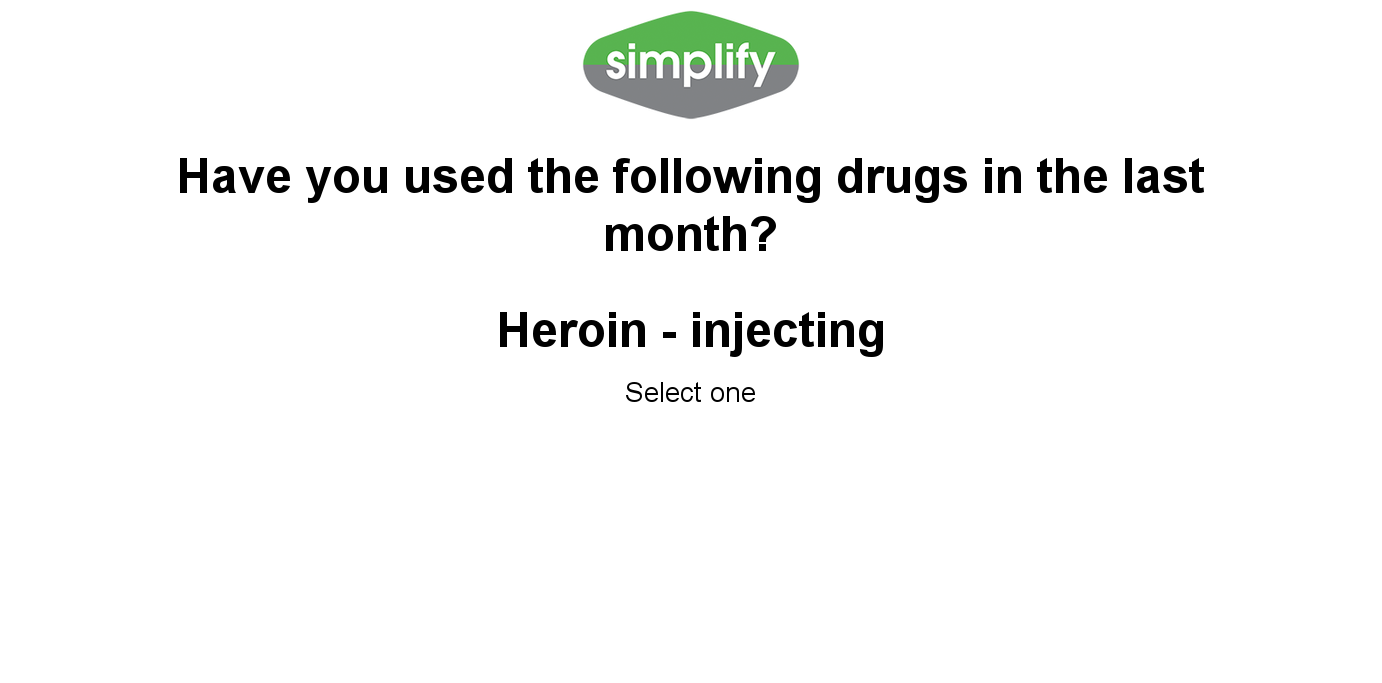 simplify
Have you used the following drugs in the last
month?
Heroin - injecting
Select one